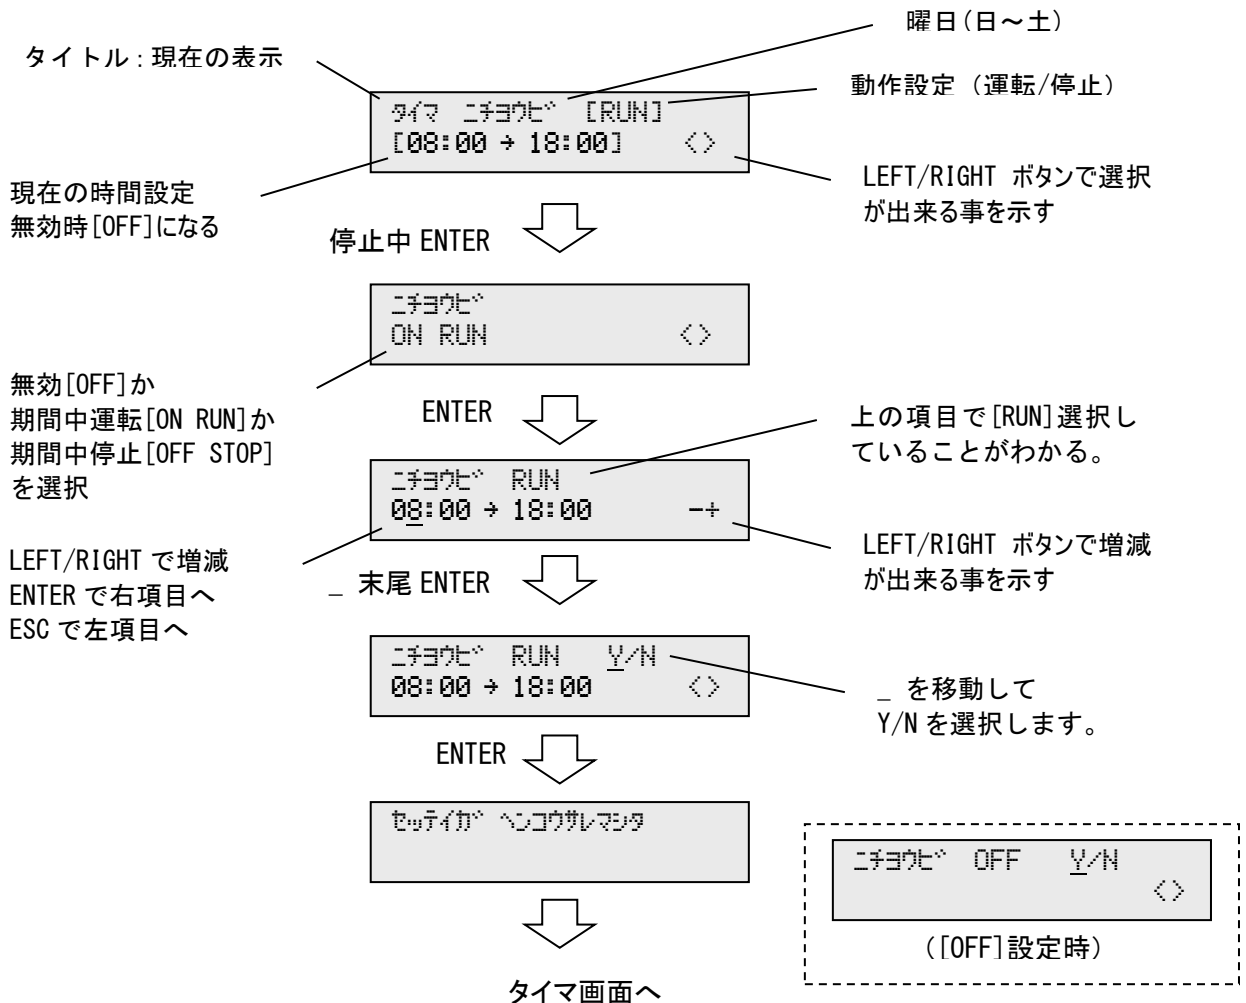 曜日(日～土)
タイトル:現在の表示
動作設定（運転/停止）
ﾀｲﾏ ﾆﾁﾖｳﾋﾞ [RUN]
[08:00 → 18:00] <>
現在の時間設定
無効時[OFF]になる
LEFT/RIGHT ボタンで選択
が出来る事を示す
停止中 ENTER
ﾆﾁﾖｳﾋﾞ
ON RUN <>
無効[OFF]か
期間中運転[ON RUN]か
期間中停止[OFF STOP]
を選択
ENTER
上の項目で[RUN]選択し
ていることがわかる。
ﾆﾁﾖｳﾋﾞ RUN
08:00 → 18:00 -+
LEFT/RIGHT で増減
ENTER で右項目へ
ESC で左項目へ
LEFT/RIGHT ボタンで増減
が出来る事を示す
_ 末尾 ENTER
ﾆﾁﾖｳﾋﾞ RUN Y/N
08:00 → 18:00 <>
_ を移動して
Y/N を選択します。
ENTER
ｾｯﾃｲｶﾞ ﾍﾝｺｳｻﾚﾏｼﾀ
ﾆﾁﾖｳﾋﾞ OFF Y/N
<>
([OFF]設定時)
タイマ画面へ